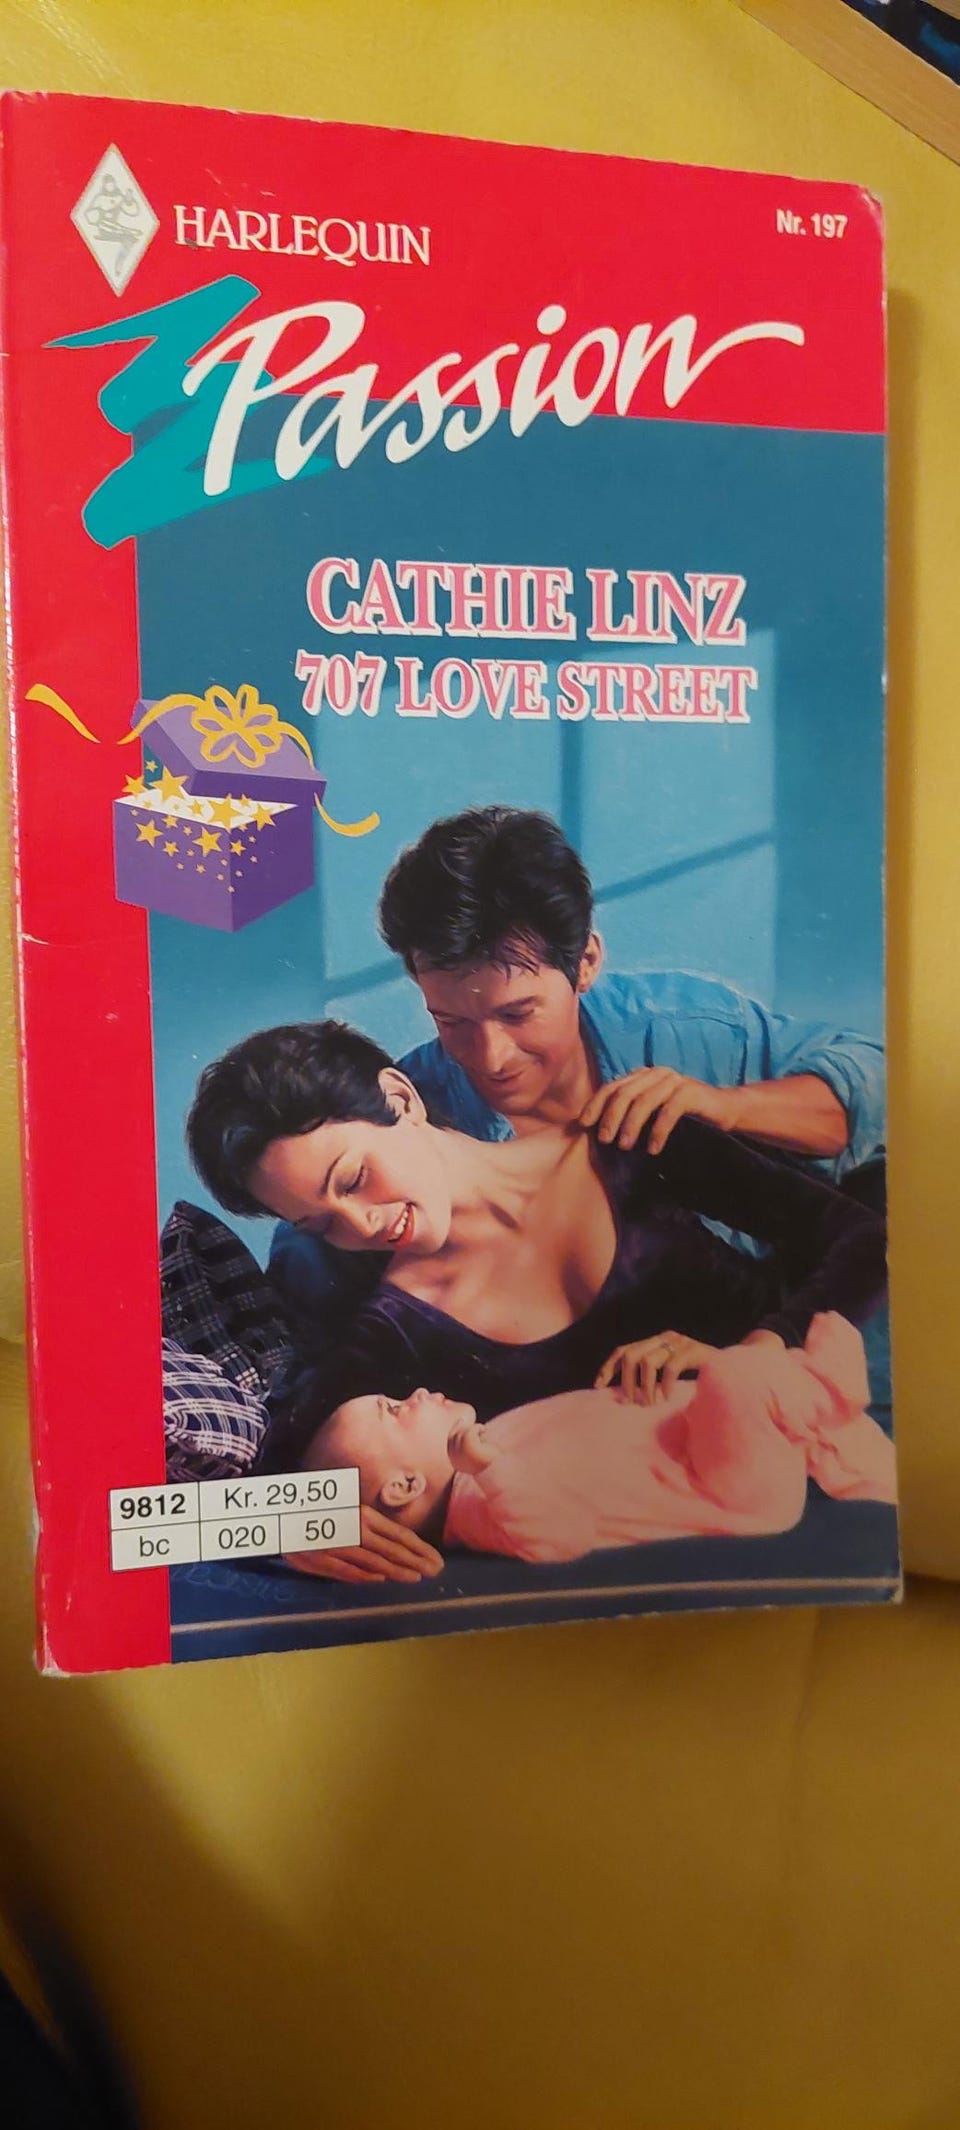 HARLEQUIN
Nr. 197
Passion
CATHIE LINZ
707 LOVE STREET
9812 Kr. 29,50
bc 020 50